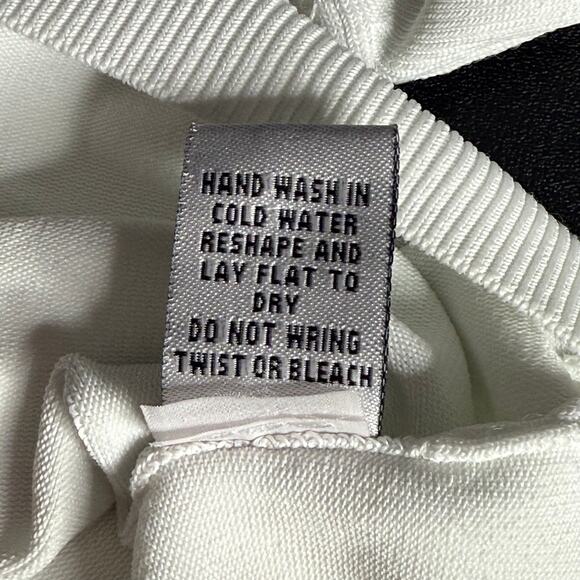 HAND WASH IN
COLD WATER
RESHAPE AND
LAY FLAT TO
DRY
DO NOT WRING
TWIST OR BLEACH